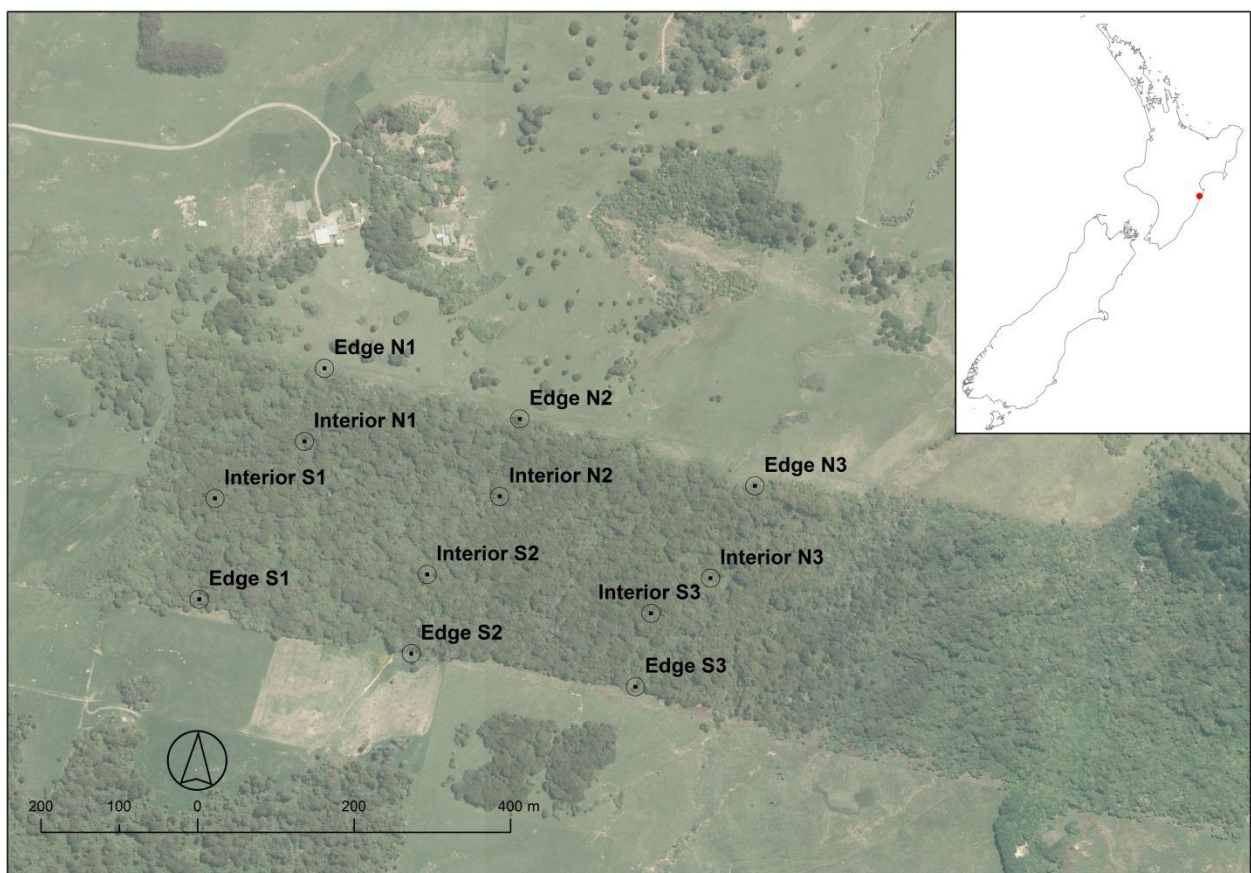 Edge N1
Edge N2
Interior N1
Edge N3
Interior S1
Interior N2
Interior S2
Interior N3
Edge S1
Interior S3
Edge S2
Edge S3
200 100 0 200 400 m